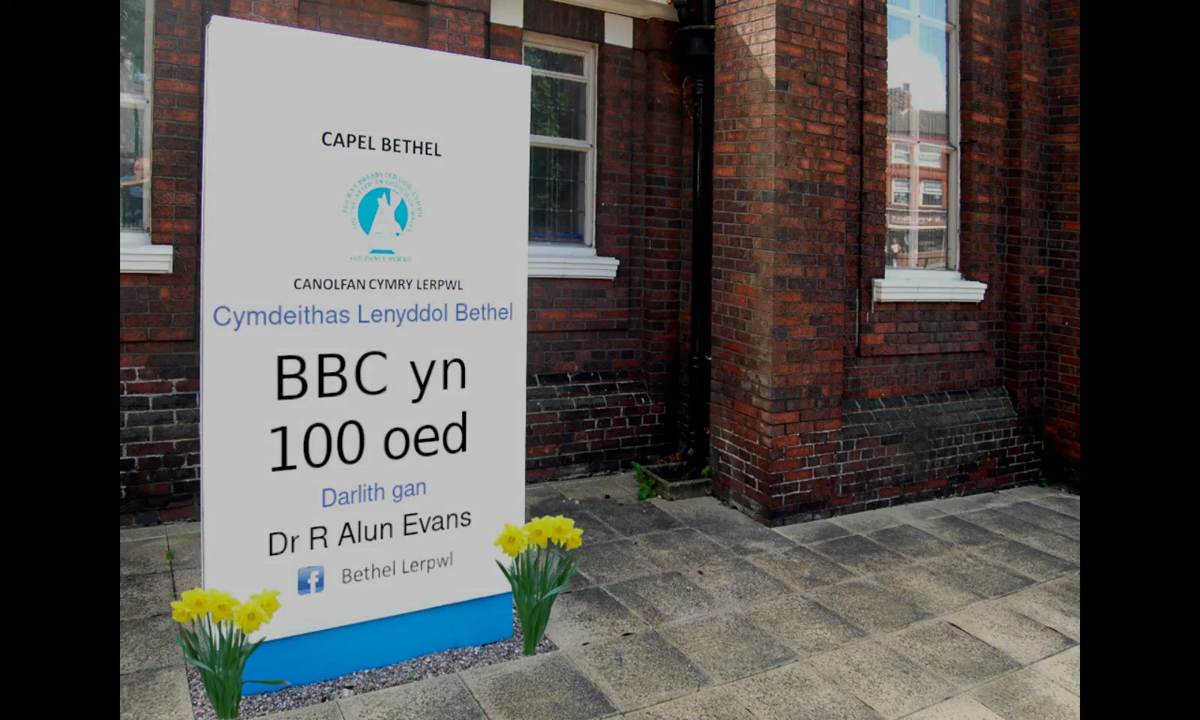 CAPEL BETHEL
CANOLFAN CYMRY LERPWL
Cymdeithas Lenyddol Bethel
BBC yn
100 oed
Darlith gan
Dr R Alun Evans
Bethel Lerpwl